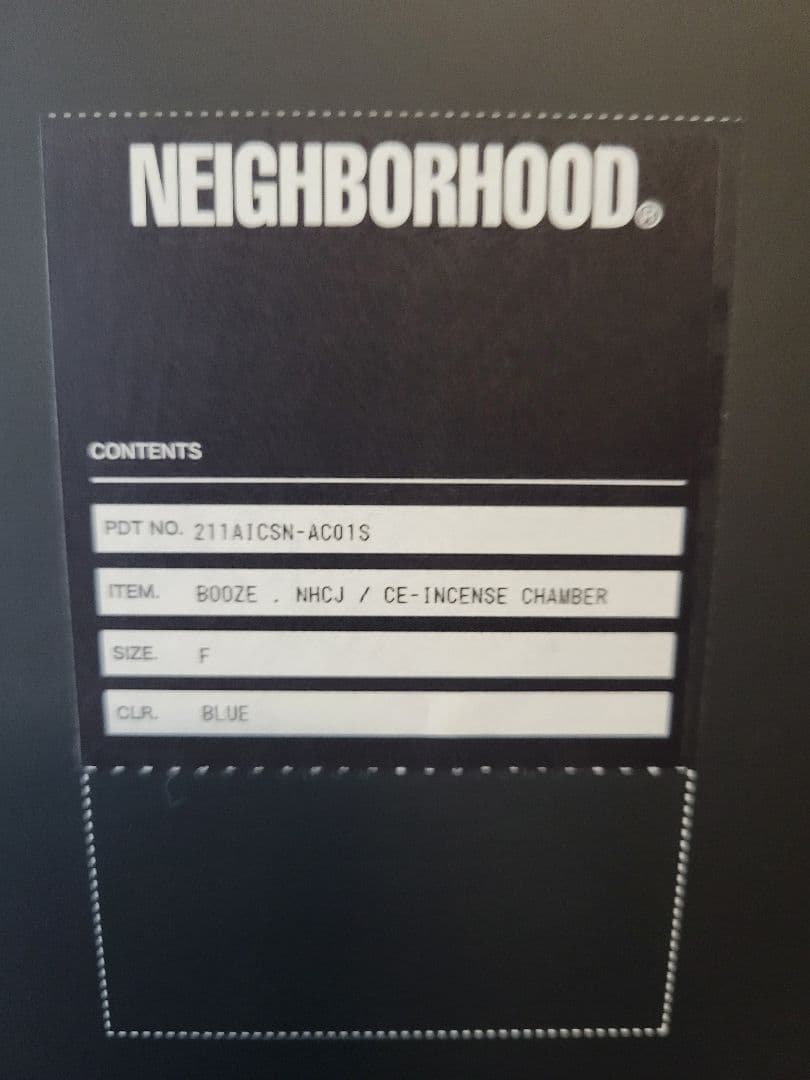 NEIGHBORHOOD®
CONTENTS
PDT NO. 211AICSN-AC01S
ITEM. BOOZE . NHCJ / CE-INCENSE CHAMBER
SIZE. F
CLR. BLUE